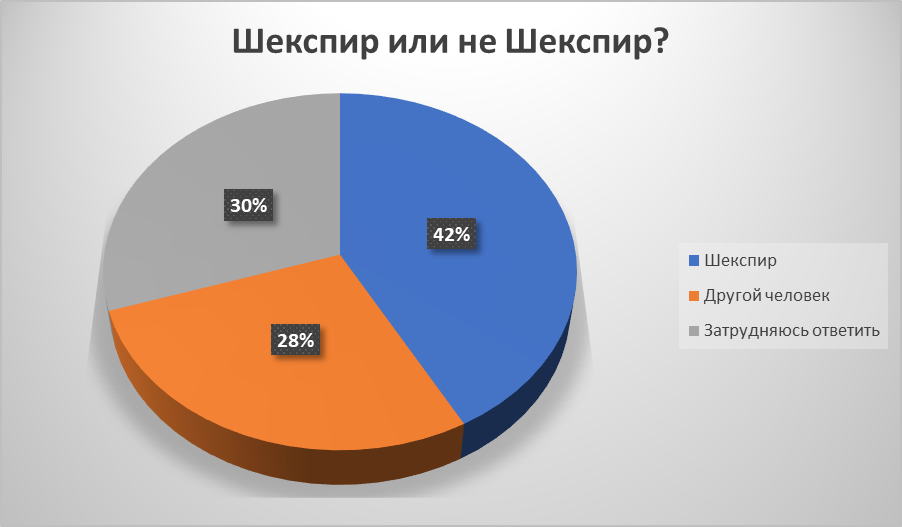 Шекспир или не Шекспир?
30%
42%
28%
Шекспир
Другой человек
Затрудняюсь ответить